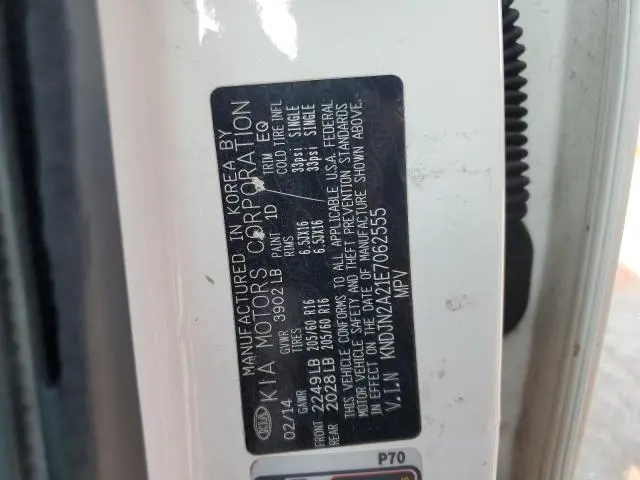 MANUFACTURED IN KOREA BY
KIA KIA MOTORS CORPORATION
02/14 GVWR 3902 LB PAINT 1D TRIM EQ
GAWR TIRES RIMS COLD TIRE INFL
FRONT 2249LB 205/60 R16 6.5JX16 33psi SINGLE
REAR 2028LB 205/60 R16 6.5JX16 33psi SINGLE
THIS VEHICLE CONFORMS TO ALL APPLICABLE U.S.A. FEDERAL
MOTOR VEHICLE SAFETY AND THEFT PREVENTION STANDARDS
IN EFFECT ON THE DATE OF MANUFACTURE SHOWN ABOVE.
V.I.N KNDJN2A21E7062555
MPV
P70